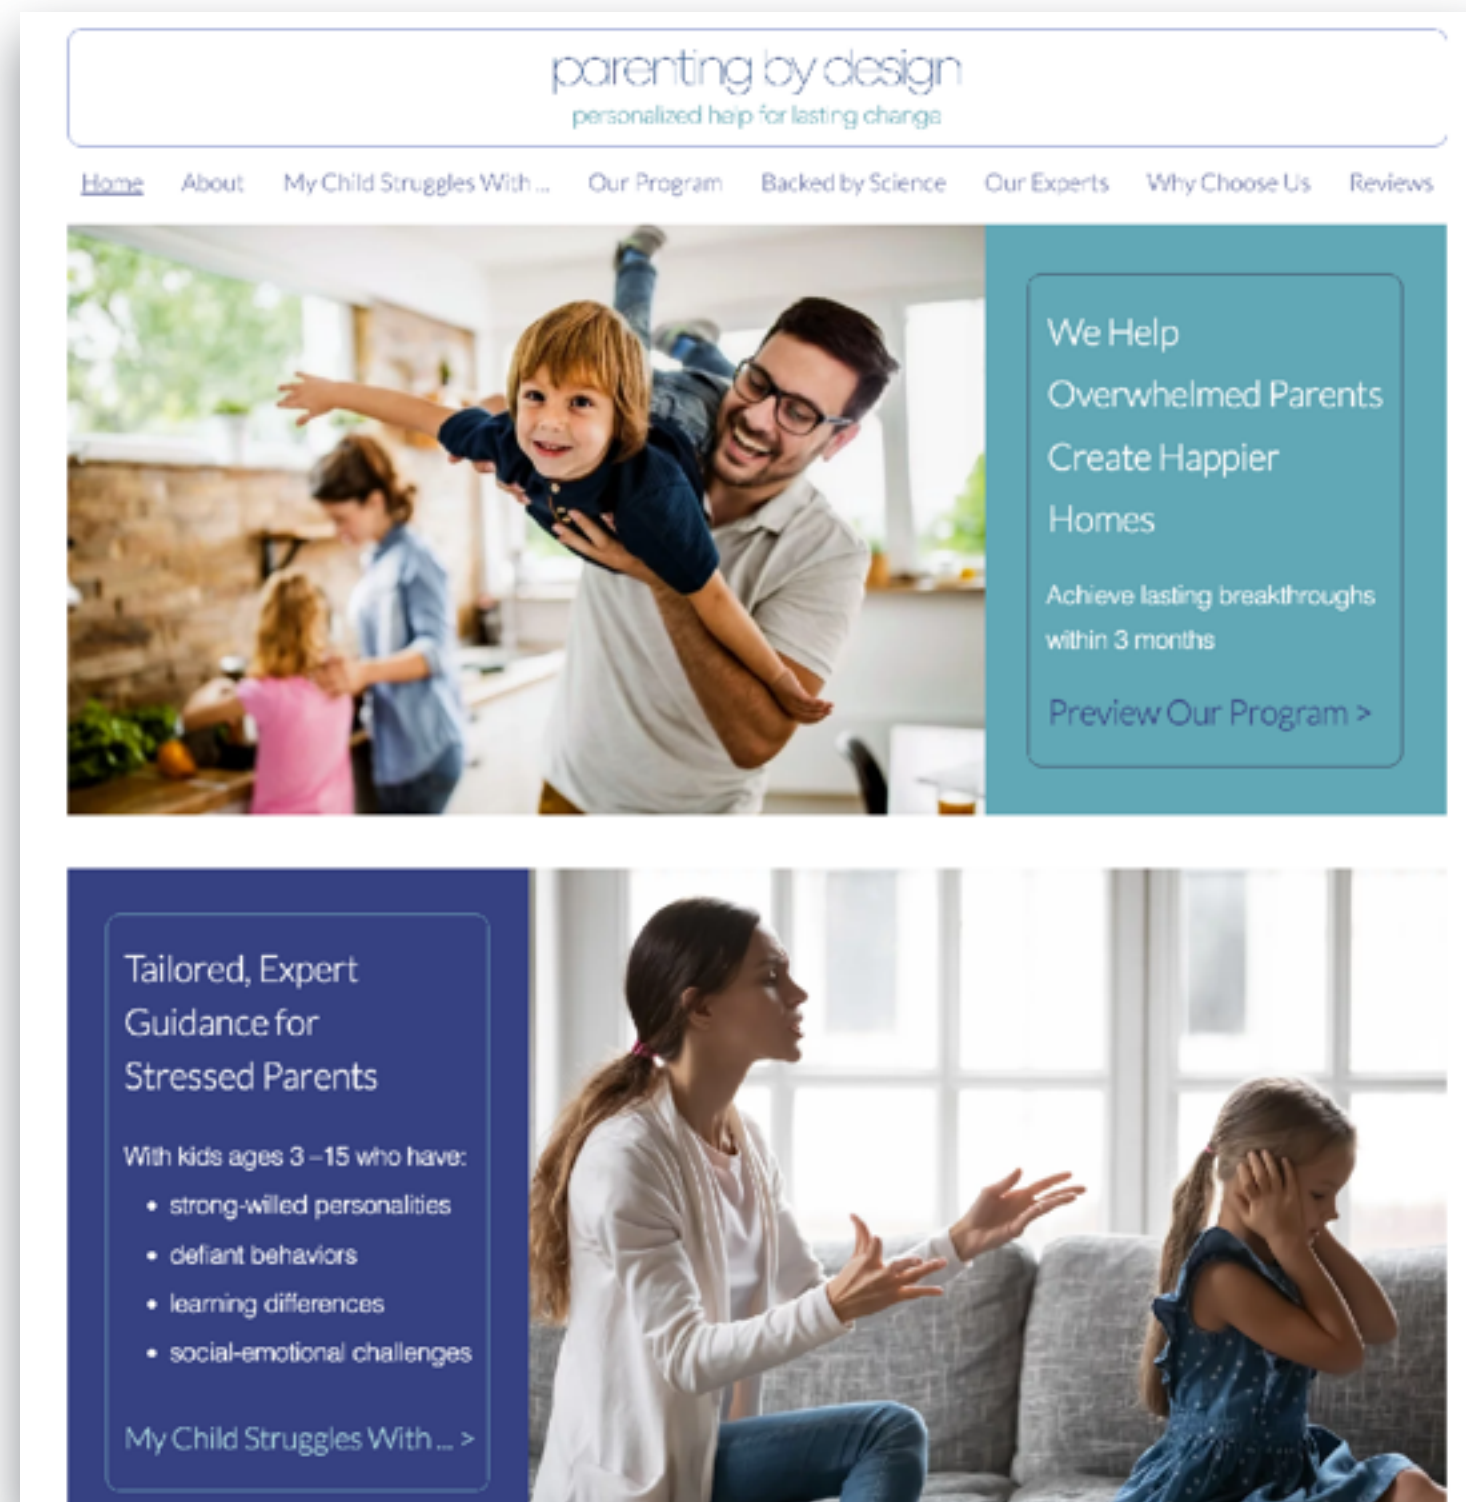 parenting by design
personalized help for lasting change
Home About My Child Struggles With ... Our Program Backed by Science Our Experts Why Choose Us Reviews
We Help
Overwhelmed Parents
Create Happier
Homes
Achieve lasting breakthroughs
within 3 months
Preview Our Program >
Tailored, Expert
Guidance for
Stressed Parents
With kids ages 3 –15 who have:
• strong-willed personalities
• defiant behaviors
• learning differences
• social-emotional challenges
My Child Struggles With ... >